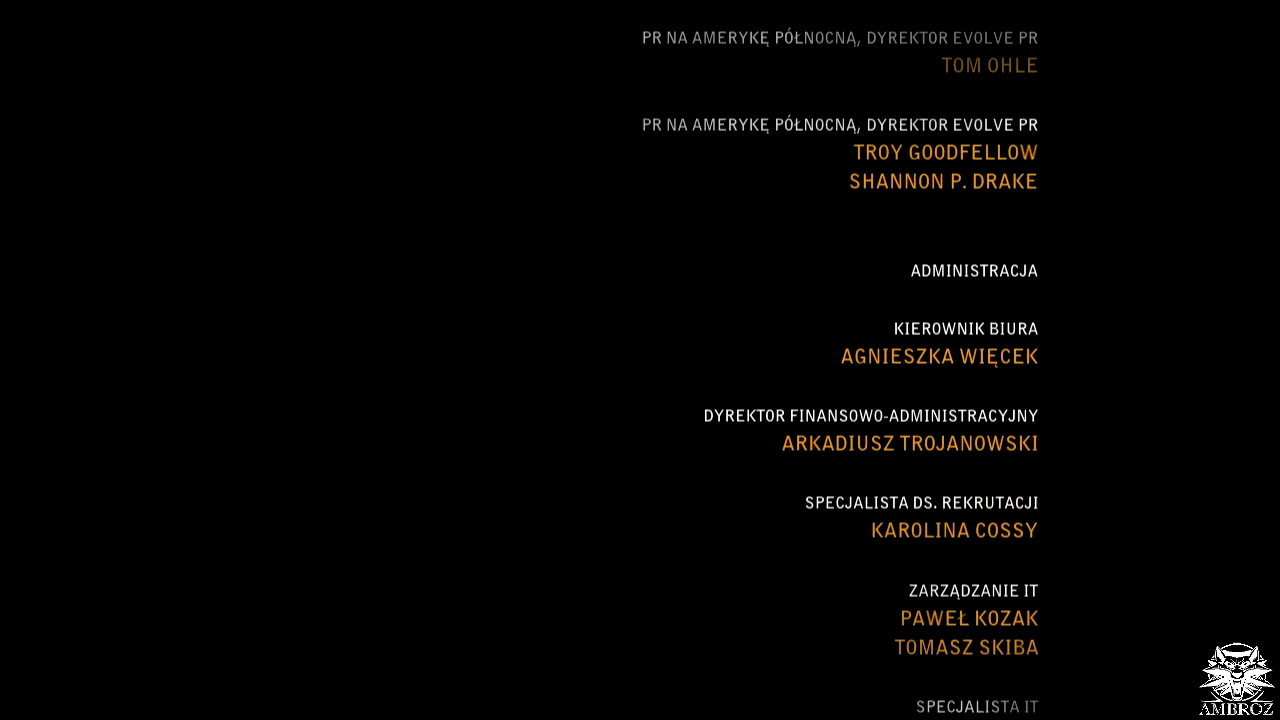 PR NA AMERYKĘ PÓŁNOCNĄ, DYREKTOR EVOLVE PR
TOM OHLE
PR NA AMERYKĘ PÓŁNOCNĄ, DYREKTOR EVOLVE PR
TROY GOODFELLOW
SHANNON P. DRAKE
ADMINISTRACJA
KIEROWNIK BIURA
AGNIESZKA WIĘCEK
DYREKTOR FINANSOWO-ADMINISTRACYJNY
ARKADIUSZ TROJANOWSKI
SPECJALISTA DS. REKRUTACJI
KAROLINA COSSY
ZARZĄDZANIE IT
PAWEŁ KOZAK
TOMASZ SKIBA
SPECJALISTA IT
AMBROZ